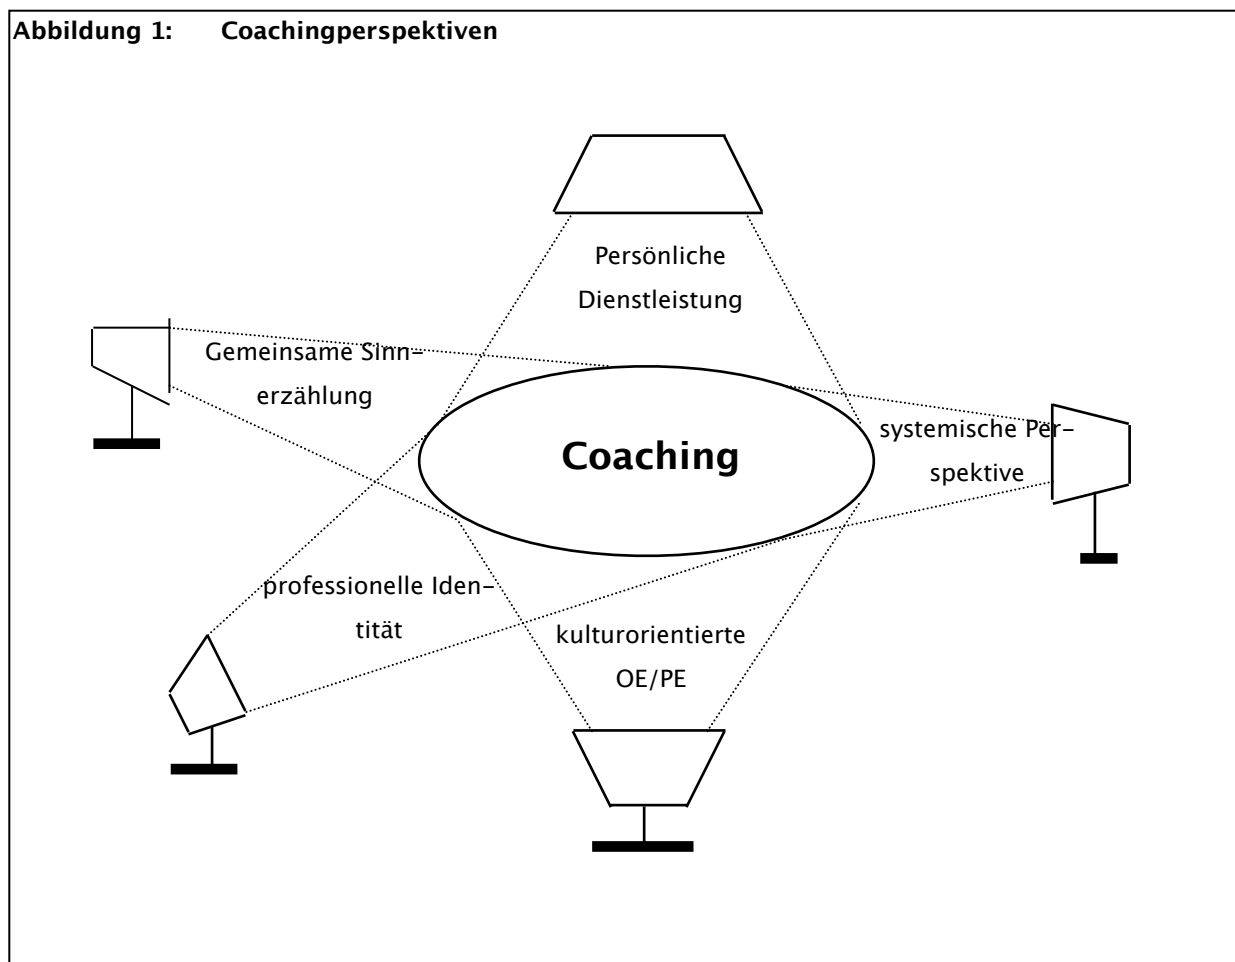 Abbildung 1: Coachingperspektiven
Persönliche
Dienstleistung
Gemeinsame Sinn-
erzählung
Coaching
systemische Per-
spektive
professionelle Iden-
tität
kulturorientierte
OE/PE